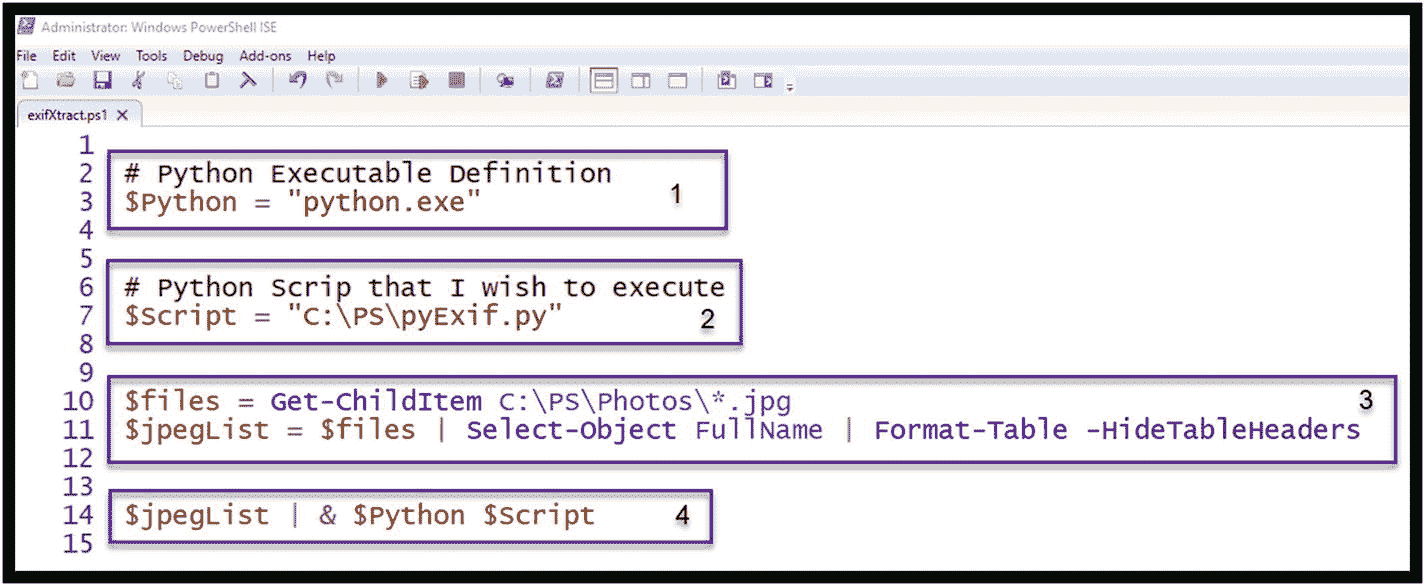 Administrator: Windows PowerShell ISE
File Edit View Tools Debug Add-ons Help
exifXtract.ps1 X
1
2 # Python Executable Definition
3 $Python = "python.exe" 1
4
5
6 # Python Scrip that I wish to execute
7 $Script = "C:\PS\pyExif.py" 2
8
9
10 $files = Get-ChildItem C:\PS\Photos\*.jpg 3
11 $jpegList = $files | Select-Object FullName | Format-Table -HideTableHeaders
12
13
14 $jpegList | & $Python $Script 4
15